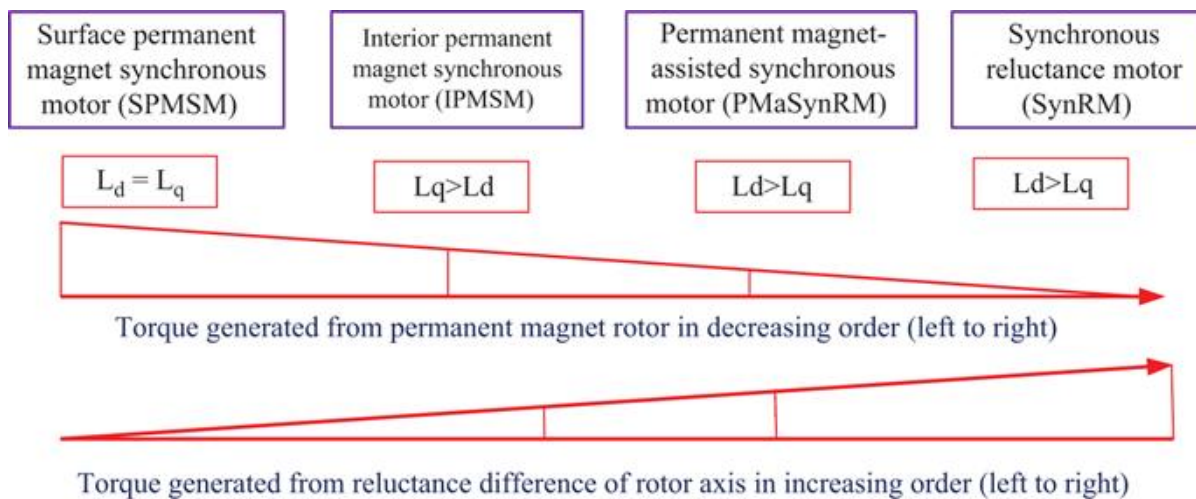 Surface permanent
magnet synchronous
motor (SPMSM)
Interior permanent
magnet synchronous
motor (IPMSM)
Permanent magnet-
assisted synchronous
motor (PMaSynRM)
Synchronous
reluctance motor
(SynRM)
L_d = L_q
Lq>Ld
Ld>Lq
Ld>Lq
Torque generated from permanent magnet rotor in decreasing order (left to right)
Torque generated from reluctance difference of rotor axis in increasing order (left to right)